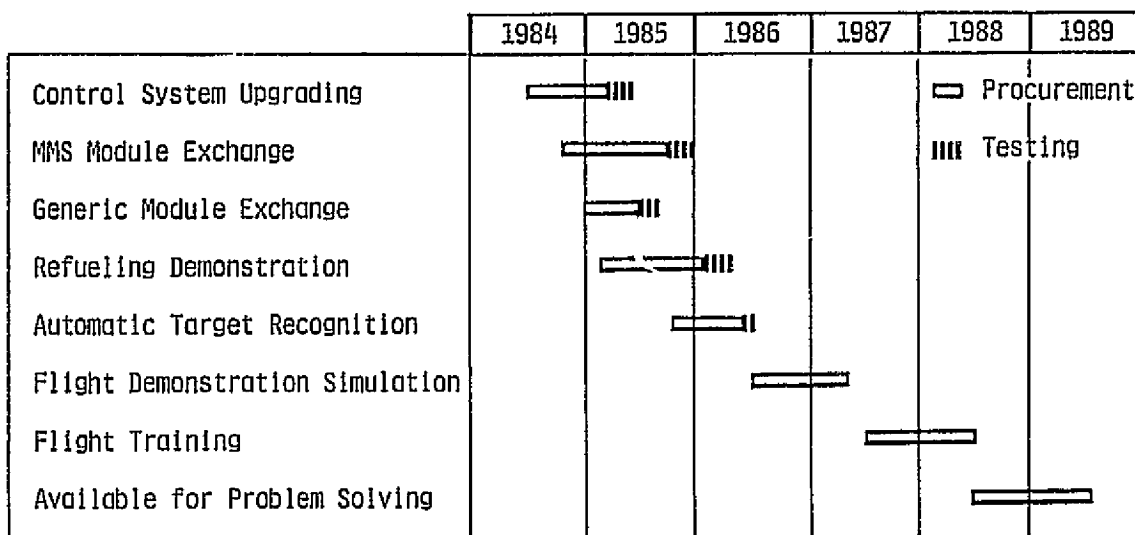 1984 1985 1986 1987 1988 1989
Control System Upgrading Procurement
MMS Module Exchange Testing
Generic Module Exchange
Refueling Demonstration
Automatic Target Recognition
Flight Demonstration Simulation
Flight Training
Available for Problem Solving